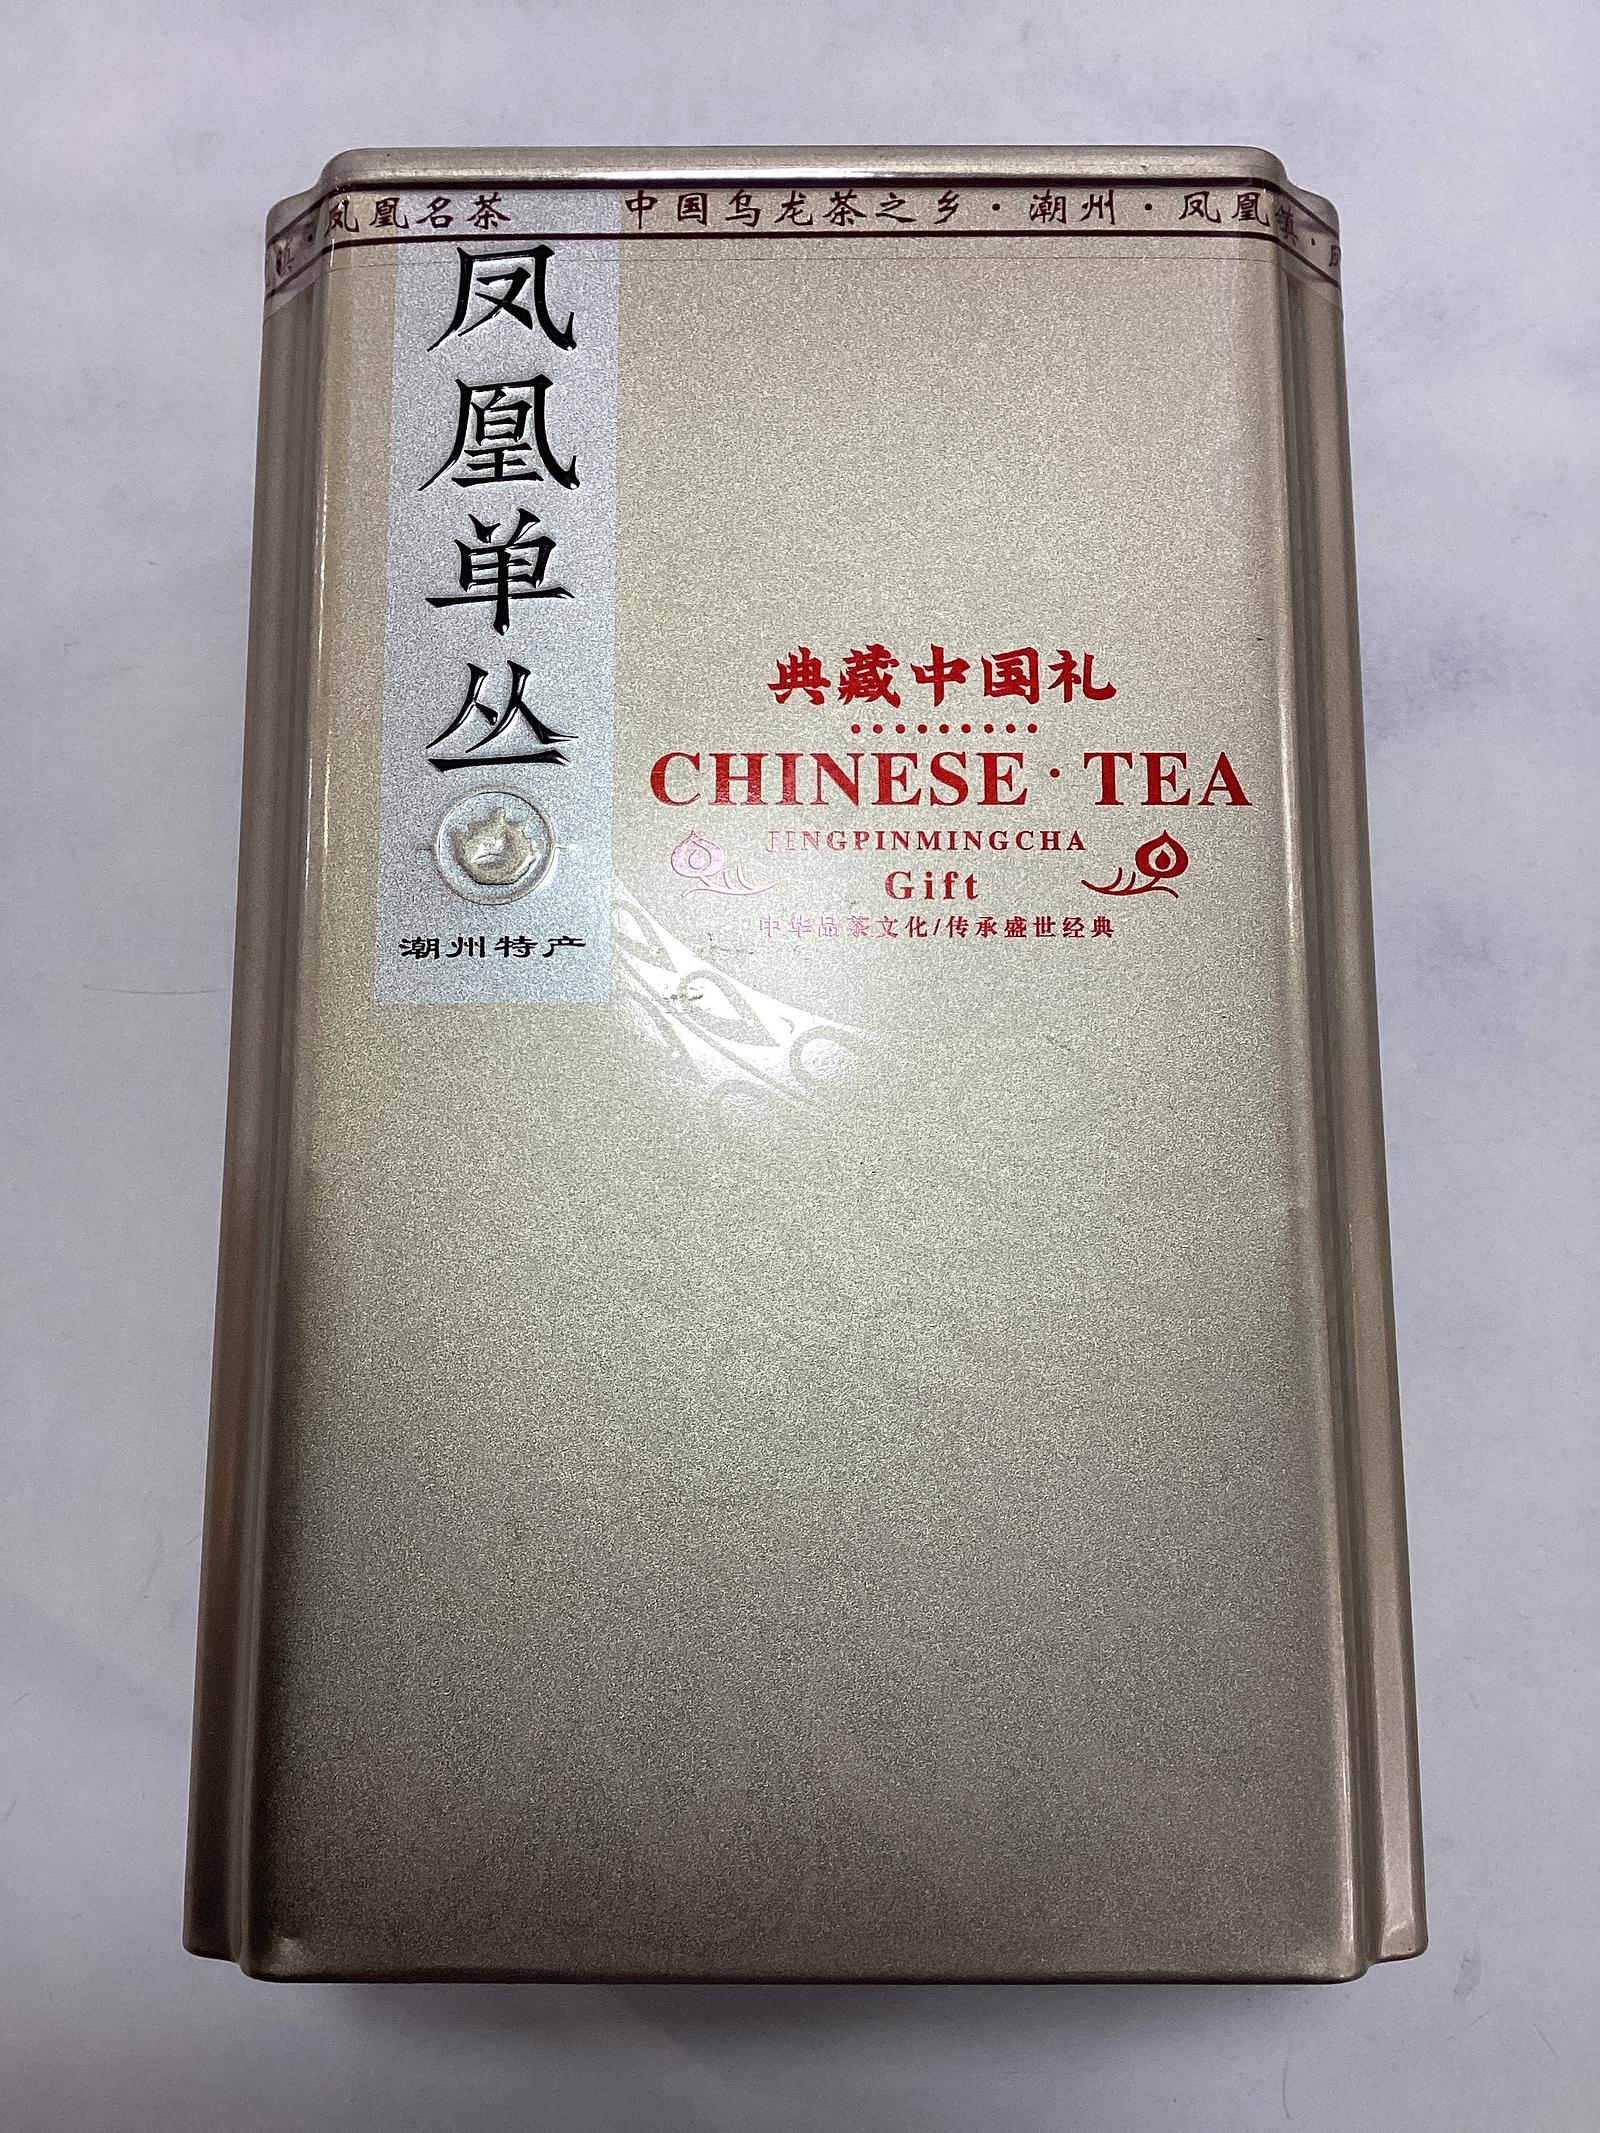 镇·凤凰名茶 中国乌龙茶之乡·潮州·凤凰镇·
凤凰单丛
潮州特产
典藏中国礼
CHINESE·TEA
JINGPINMINGCHA
Gift
中华品茶文化/传承盛世经典